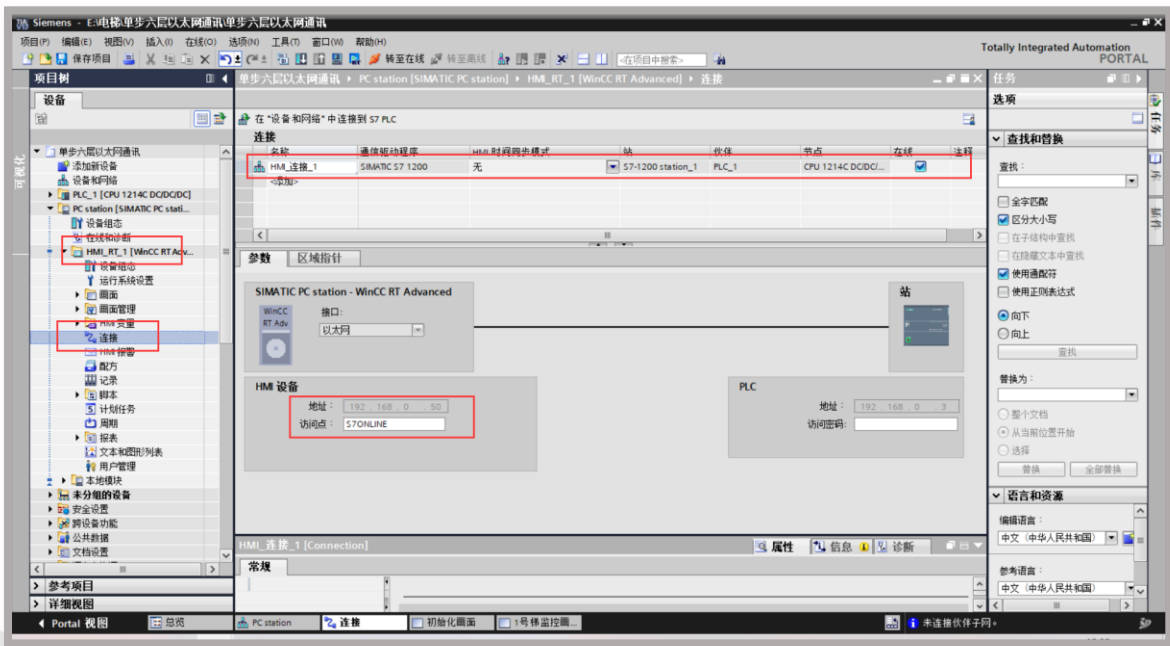 Siemens - E:\电梯\单步六层以太网通讯\单步六层以太网通讯
项目(P) 编辑(E) 视图(V) 插入(I) 在线(O) 选项(N) 工具(T) 窗口(W) 帮助(H)
Totally Integrated Automation
PORTAL
保存项目 转至在线 转至离线 <在项目中搜索>
项目树
单步六层以太网通讯 PC station [SIMATIC PC station] HMI_RT_1 [WinCC RT Advanced] 连接
任务
设备
选项
在 "设备和网络" 中连接到 S7 PLC
连接
名称 通信驱动程序 HMI 时间同步模式 站 伙伴 节点 在线 注释
HMI_连接_1 SIMATIC S7 1200 无 S7-1200 station_1 PLC_1 CPU 1214C DC/DC/...
<添加>
可视化
单步六层以太网通讯
添加新设备
设备和网络
PLC_1 [CPU 1214C DC/DC/DC]
PC station [SIMATIC PC stati...
设备组态
在线和诊断
HMI_RT_1 [WinCC RT Adv...
设备组态
运行系统设置
画面
画面管理
HMI 变量
连接
HMI 报警
配方
记录
脚本
计划任务
周期
报表
文本和图形列表
用户管理
本地模块
未分组的设备
安全设置
跨设备功能
公共数据
文档设置
参考项目
详细视图
参数 区域指针
SIMATIC PC station - WinCC RT Advanced
WinCC
RT Adv
接口:
以太网
站
HMI 设备
地址: 192 . 168 . 0 . 50
访问点: S7ONLINE
PLC
地址: 192 . 168 . 0 . 3
访问密码:
HMI_连接_1 [Connection]
属性 信息 诊断
常规
查找和替换
查找:
全字匹配
区分大小写
在子结构中查找
在隐藏文本中查找
使用通配符
使用正则表达式
向下
向上
查找
替换为:
整个文档
从当前位置开始
选择
替换 全部替换
语言和资源
编辑语言:
中文（中华人民共和国）
参考语言:
中文（中华人民共和国）
任务
库
插件
Portal 视图 总览 PC station 连接 初始化画面 1号梯监控画... 未连接伙伴子网。